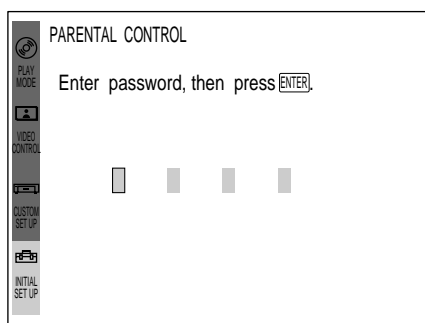 PARENTAL CONTROL
Enter password, then press ENTER.
PLAY
MODE
VIDEO
CONTROL
CUSTOM
SET UP
INITIAL
SET UP